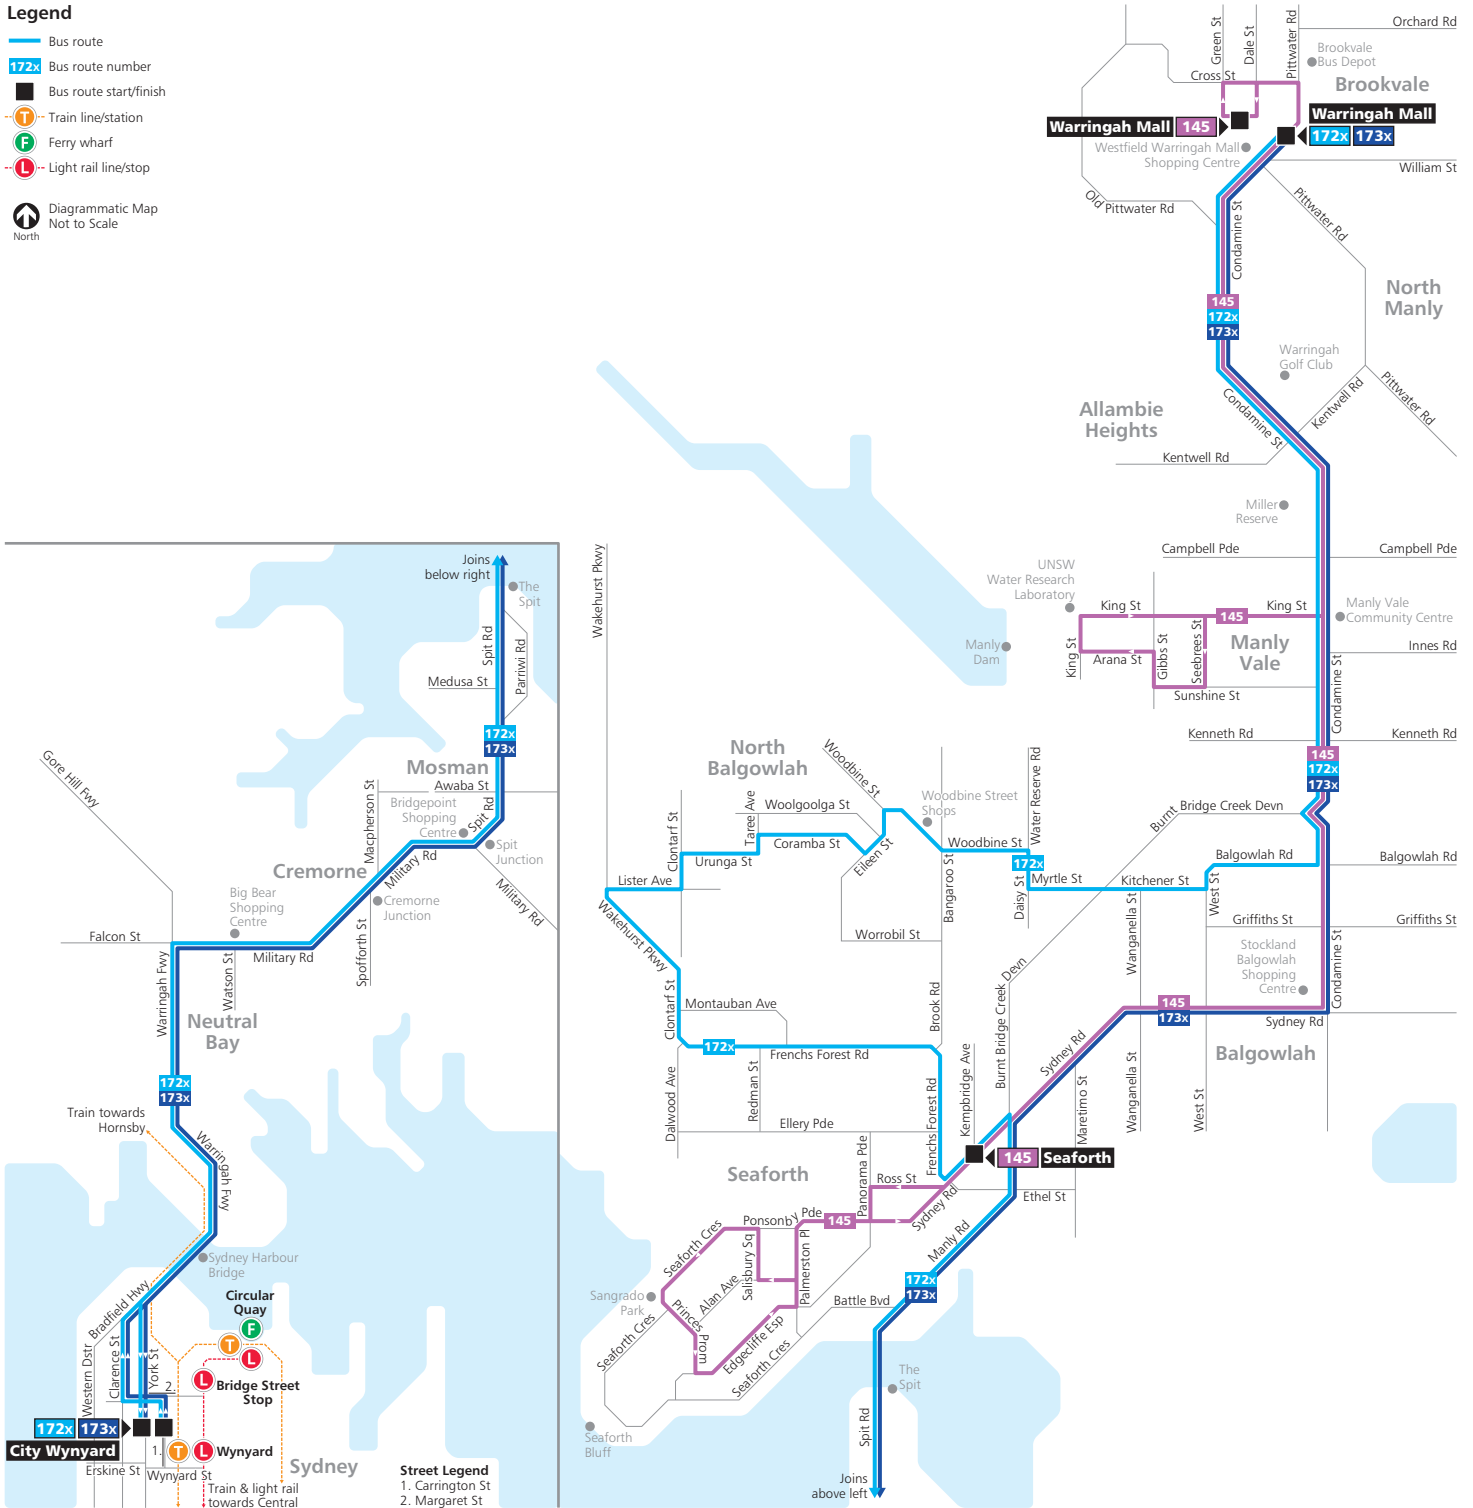 Legend
Bus route
172x Bus route number
Bus route start/finish
T Train line/station
F Ferry wharf
L Light rail line/stop
Diagrammatic Map
Not to Scale
North
Green St
Dale St
Pittwater Rd
Orchard Rd
Brookvale
Bus Depot
Cross St
Brookvale
Warringah Mall
172x 173x
Warringah Mall 145
Westfield Warringah Mall
Shopping Centre
William St
Old Pittwater Rd
Pittwater Rd
Condamine St
North
Manly
145
172x
173x
Warringah
Golf Club
Condamine St
Kentwell Rd
Pittwater Rd
Allambie
Heights
Kentwell Rd
Miller
Reserve
Campbell Pde
Campbell Pde
UNSW
Water Research
Laboratory
King St
145
King St
Manly Vale
Community Centre
Manly
Dam
King St
Arana St
Gibbs St
Seebrees St
Manly
Vale
Innes Rd
Sunshine St
Condamine St
Kenneth Rd
Kenneth Rd
145
172x
173x
Wakehurst Pkwy
North
Balgowlah
Woodbine St
Woodbine Street
Shops
Water Reserve Rd
Burnt Bridge Creek Devn
Clontarf St
Taree Ave
Woolgoolga St
Coramba St
Eileen St
Urunga St
Woodbine St
172x
Balgowlah Rd
Balgowlah Rd
Lister Ave
Myrtle St
Kitchener St
West St
Bangaroo St
Daisy St
Wanganella St
Griffiths St
Griffiths St
Wakehurst Pkwy
Worrobil St
Stockland
Balgowlah
Shopping
Centre
Condamine St
Clontarf St
Montauban Ave
Brook Rd
Burnt Bridge Creek Devn
145
173x
Sydney Rd
172x
Frenchs Forest Rd
Sydney Rd
Balgowlah
Dalwood Ave
Redman St
Frenchs Forest Rd
Kempbridge Ave
Maretimo St
Wanganella St
West St
Ellery Pde
Seaforth
Panorama Pde
145 Seaforth
Ross St
Ethel St
Seaforth Cres
Ponsonby Pde
145
Sydney Rd
Manly Rd
Salisbury Sq
Palmerston Pl
Alan Ave
172x
173x
Sangrado
Park
Princes Prom
Battle Bvd
Seaforth Cres
Edgecliffe Esp
Seaforth Cres
The
Spit
Seaforth
Bluff
Spit Rd
Joins
above left
Joins
below right
The
Spit
Spit Rd
Parriwi Rd
Medusa St
172x
173x
Mosman
Gore Hill Fwy
Macpherson St
Awaba St
Bridgepoint
Shopping
Centre
Spit Rd
Spit
Junction
Cremorne
Military Rd
Military Rd
Big Bear
Shopping
Centre
Cremorne
Junction
Falcon St
Military Rd
Warringah Fwy
Watson St
Spofforth St
Neutral
Bay
172x
173x
Train towards
Hornsby
Warringah Fwy
Sydney Harbour
Bridge
Bradfield Hwy
Circular
Quay
F
T
L
Western Dstr
Clarence St
York St
2.
L
Bridge Street
Stop
172x 173x
City Wynyard
1.
T L Wynyard
Erskine St
Wynyard St
Sydney
Train & light rail
towards Central
Street Legend
1. Carrington St
2. Margaret St